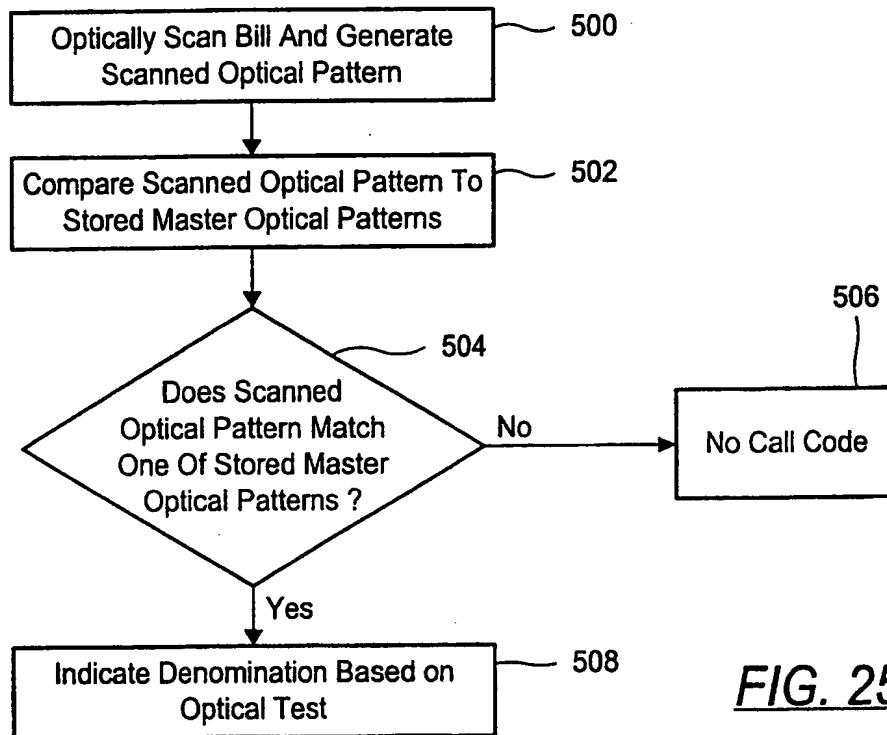 Optically Scan Bill And Generate
Scanned Optical Pattern
500
Compare Scanned Optical Pattern To
Stored Master Optical Patterns
502
504
506
Does Scanned
Optical Pattern Match
One Of Stored Master
Optical Patterns ?
No
No Call Code
Yes
Indicate Denomination Based on
Optical Test
508
FIG. 25